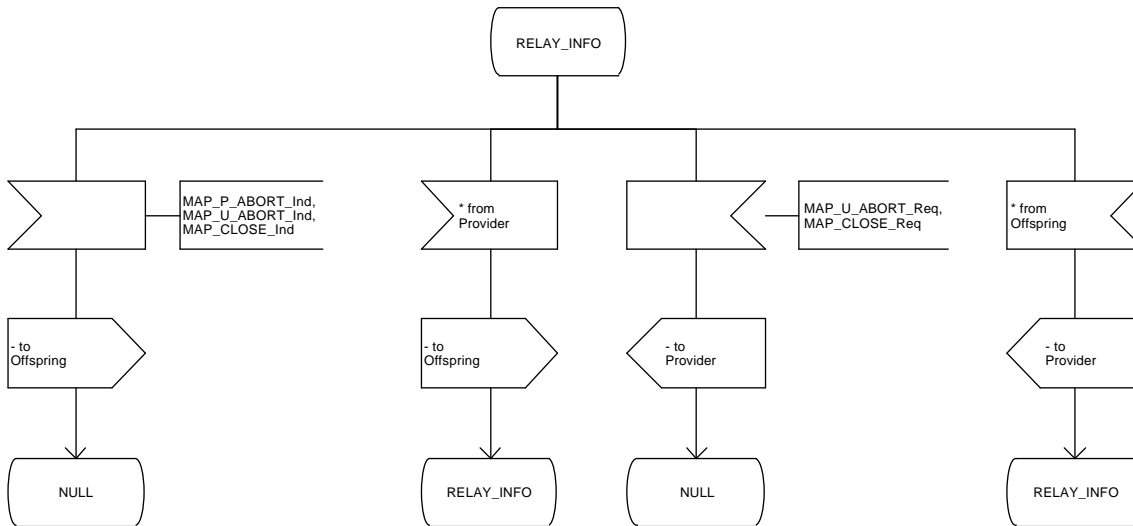 RELAY_INFO
MAP_P_ABORT_Ind,
MAP_U_ABORT_Ind,
MAP_CLOSE_Ind
* from
Provider
MAP_U_ABORT_Req,
MAP_CLOSE_Req
* from
Offspring
- to
Offspring
- to
Offspring
- to
Provider
- to
Provider
NULL
RELAY_INFO
NULL
RELAY_INFO